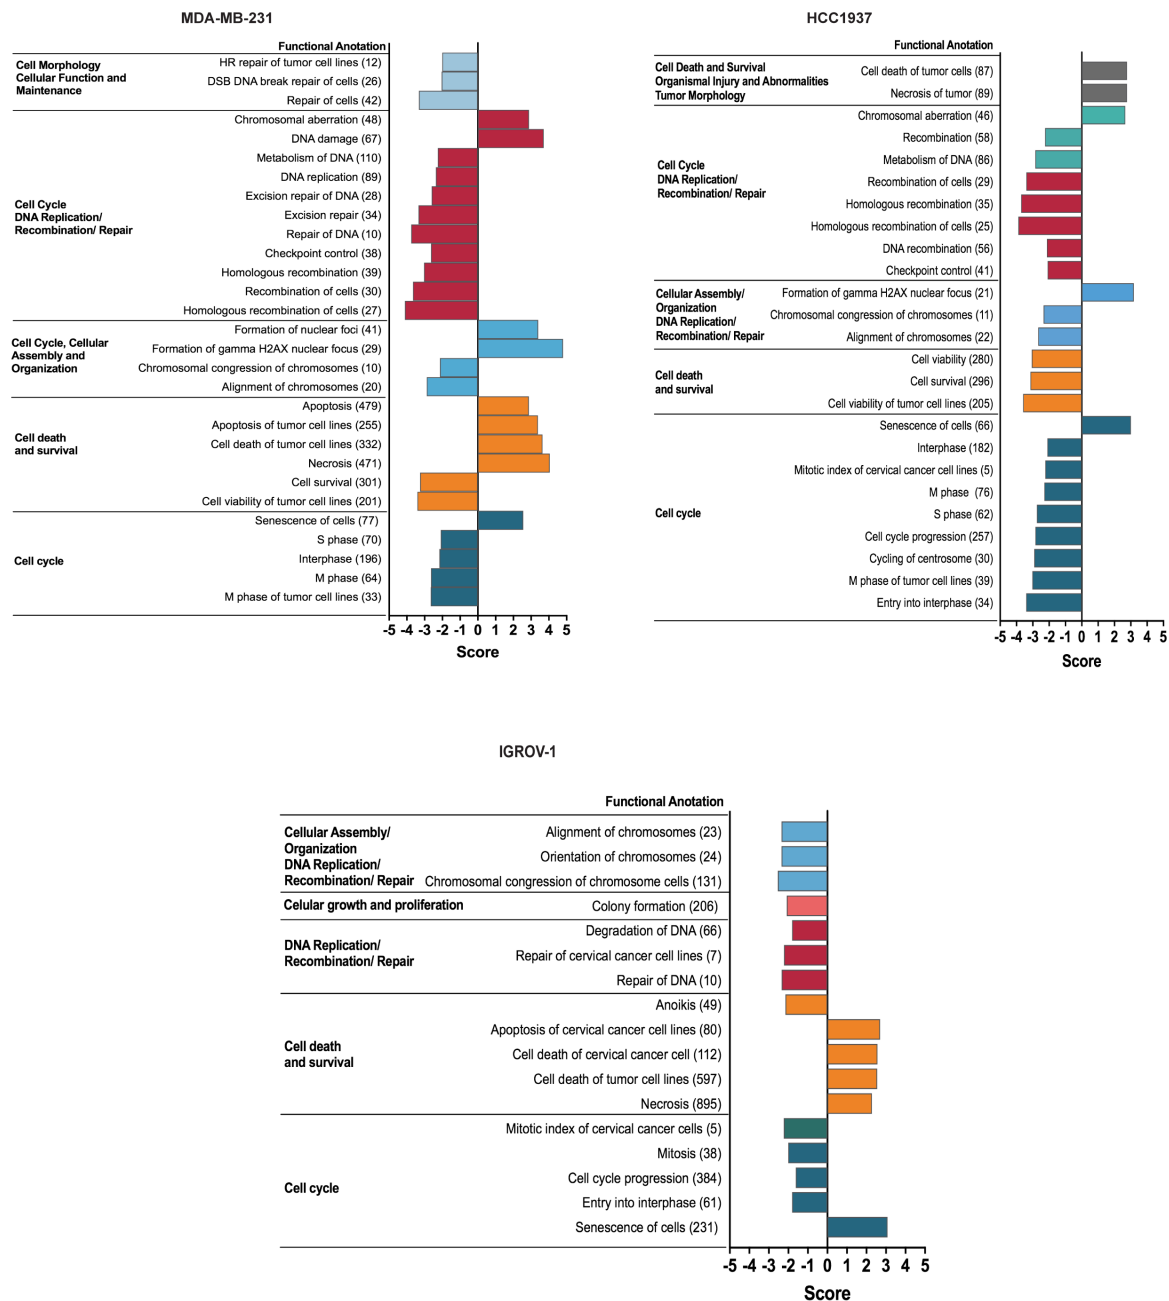 MDA-MB-231
Functional Anotation
Cell Morphology
Cellular Function and
Maintenance
HR repair of tumor cell lines (12)
DSB DNA break repair of cells (26)
Repair of cells (42)
Cell Cycle
DNA Replication/
Recombination/ Repair
Chromosomal aberration (48)
DNA damage (67)
Metabolism of DNA (110)
DNA replication (89)
Excision repair of DNA (28)
Excision repair (34)
Repair of DNA (10)
Checkpoint control (38)
Homologous recombination (39)
Recombination of cells (30)
Homologous recombination of cells (27)
Cell Cycle, Cellular
Assembly and
Organization
Formation of nuclear foci (41)
Formation of gamma H2AX nuclear focus (29)
Chromosomal congression of chromosomes (10)
Alignment of chromosomes (20)
Cell death
and survival
Apoptosis (479)
Apoptosis of tumor cell lines (255)
Cell death of tumor cell lines (332)
Necrosis (471)
Cell survival (301)
Cell viability of tumor cell lines (201)
Cell cycle
Senescence of cells (77)
S phase (70)
Interphase (196)
M phase (64)
M phase of tumor cell lines (33)
-5 -4 -3 -2 -1 0 1 2 3 4 5
Score
HCC1937
Functional Anotation
Cell Death and Survival
Organismal Injury and Abnormalities
Tumor Morphology
Cell death of tumor cells (87)
Necrosis of tumor (89)
Cell Cycle
DNA Replication/
Recombination/ Repair
Chromosomal aberration (46)
Recombination (58)
Metabolism of DNA (86)
Recombination of cells (29)
Homologous recombination (35)
Homologous recombination of cells (25)
DNA recombination (56)
Checkpoint control (41)
Cellular Assembly/
Organization
DNA Replication/
Recombination/ Repair
Formation of gamma H2AX nuclear focus (21)
Chromosomal congression of chromosomes (11)
Alignment of chromosomes (22)
Cell death
and survival
Cell viability (280)
Cell survival (296)
Cell viability of tumor cell lines (205)
Cell cycle
Senescence of cells (66)
Interphase (182)
Mitotic index of cervical cancer cell lines (5)
M phase (76)
S phase (62)
Cell cycle progression (257)
Cycling of centrosome (30)
M phase of tumor cell lines (39)
Entry into interphase (34)
-5 -4 -3 -2 -1 0 1 2 3 4 5
Score
IGROV-1
Functional Anotation
Cellular Assembly/
Organization
DNA Replication/
Recombination/ Repair
Alignment of chromosomes (23)
Orientation of chromosomes (24)
Chromosomal congression of chromosome cells (131)
Celular growth and proliferation
Colony formation (206)
DNA Replication/
Recombination/ Repair
Degradation of DNA (66)
Repair of cervical cancer cell lines (7)
Repair of DNA (10)
Cell death
and survival
Anoikis (49)
Apoptosis of cervical cancer cell lines (80)
Cell death of cervical cancer cell (112)
Cell death of tumor cell lines (597)
Necrosis (895)
Cell cycle
Mitotic index of cervical cancer cells (5)
Mitosis (38)
Cell cycle progression (384)
Entry into interphase (61)
Senescence of cells (231)
-5 -4 -3 -2 -1 0 1 2 3 4 5
Score